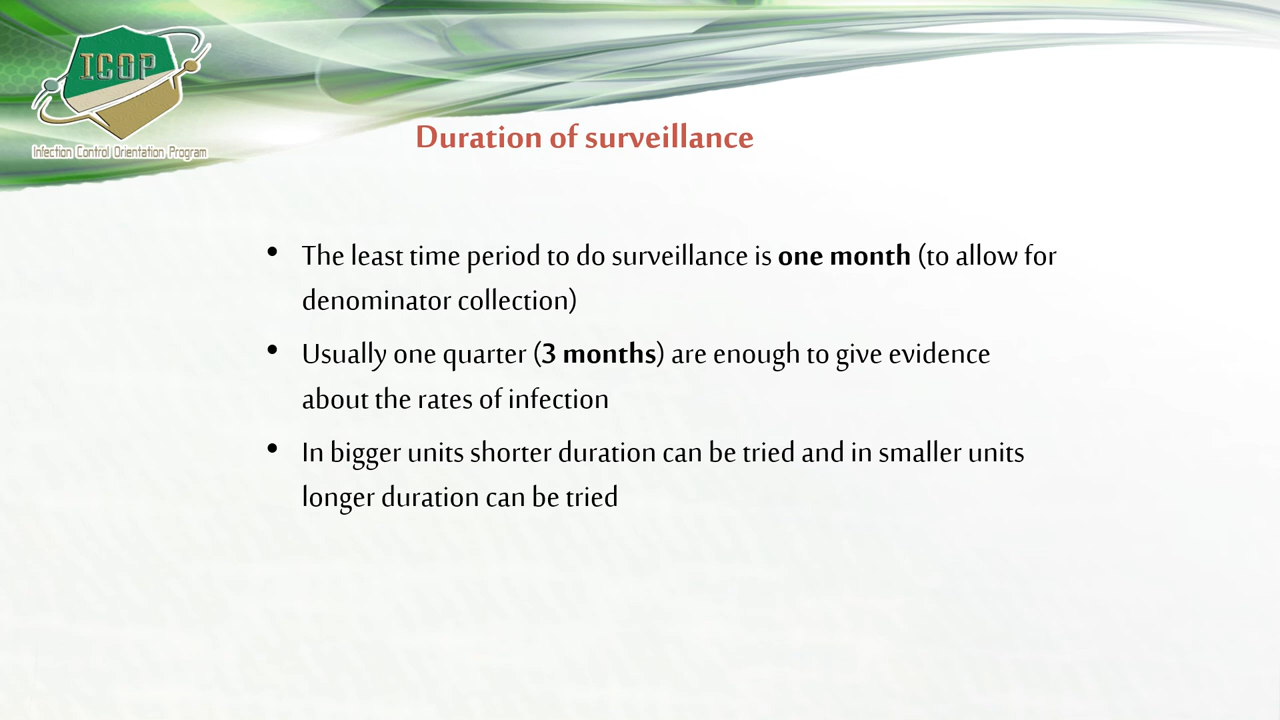 ICOP
Infection Control Orientation Program
Duration of surveillance
• The least time period to do surveillance is one month (to allow for
denominator collection)
• Usually one quarter (3 months) are enough to give evidence
about the rates of infection
• In bigger units shorter duration can be tried and in smaller units
longer duration can be tried